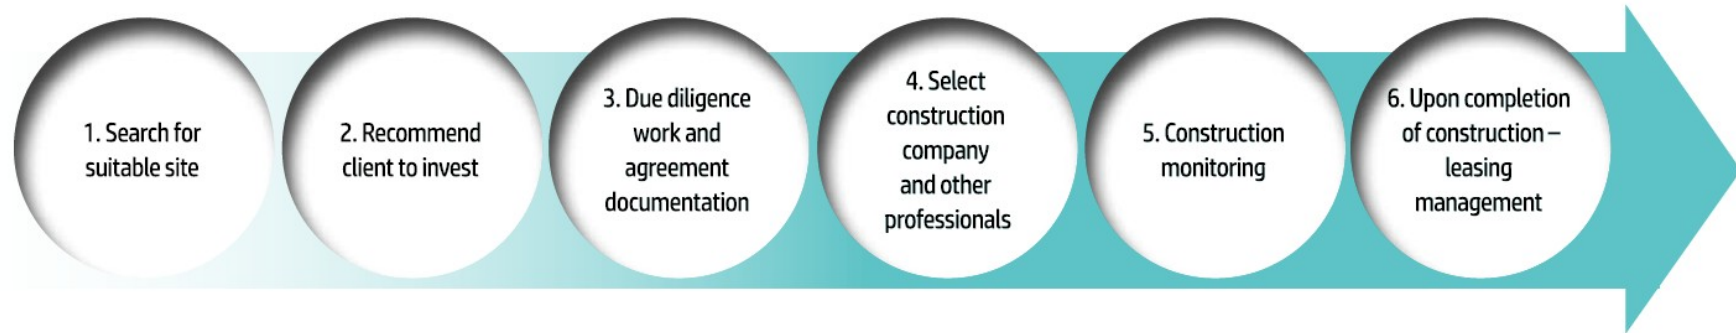 1. Search for
suitable site
2. Recommend
client to invest
3. Due diligence
work and
agreement
documentation
4. Select
construction
company
and other
professionals
5. Construction
monitoring
6. Upon completion
of construction –
leasing
management